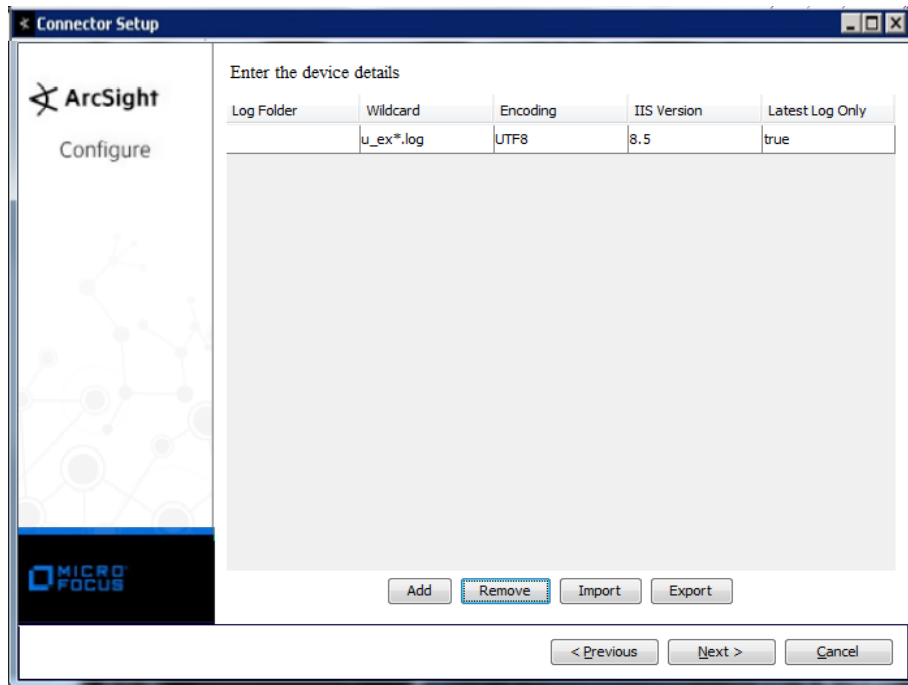 Connector Setup
ArcSight
Configure
Enter the device details
Log Folder Wildcard Encoding IIS Version Latest Log Only
u_ex*.log UTF8 8.5 true
MICRO FOCUS
Add Remove Import Export
< Previous Next > Cancel